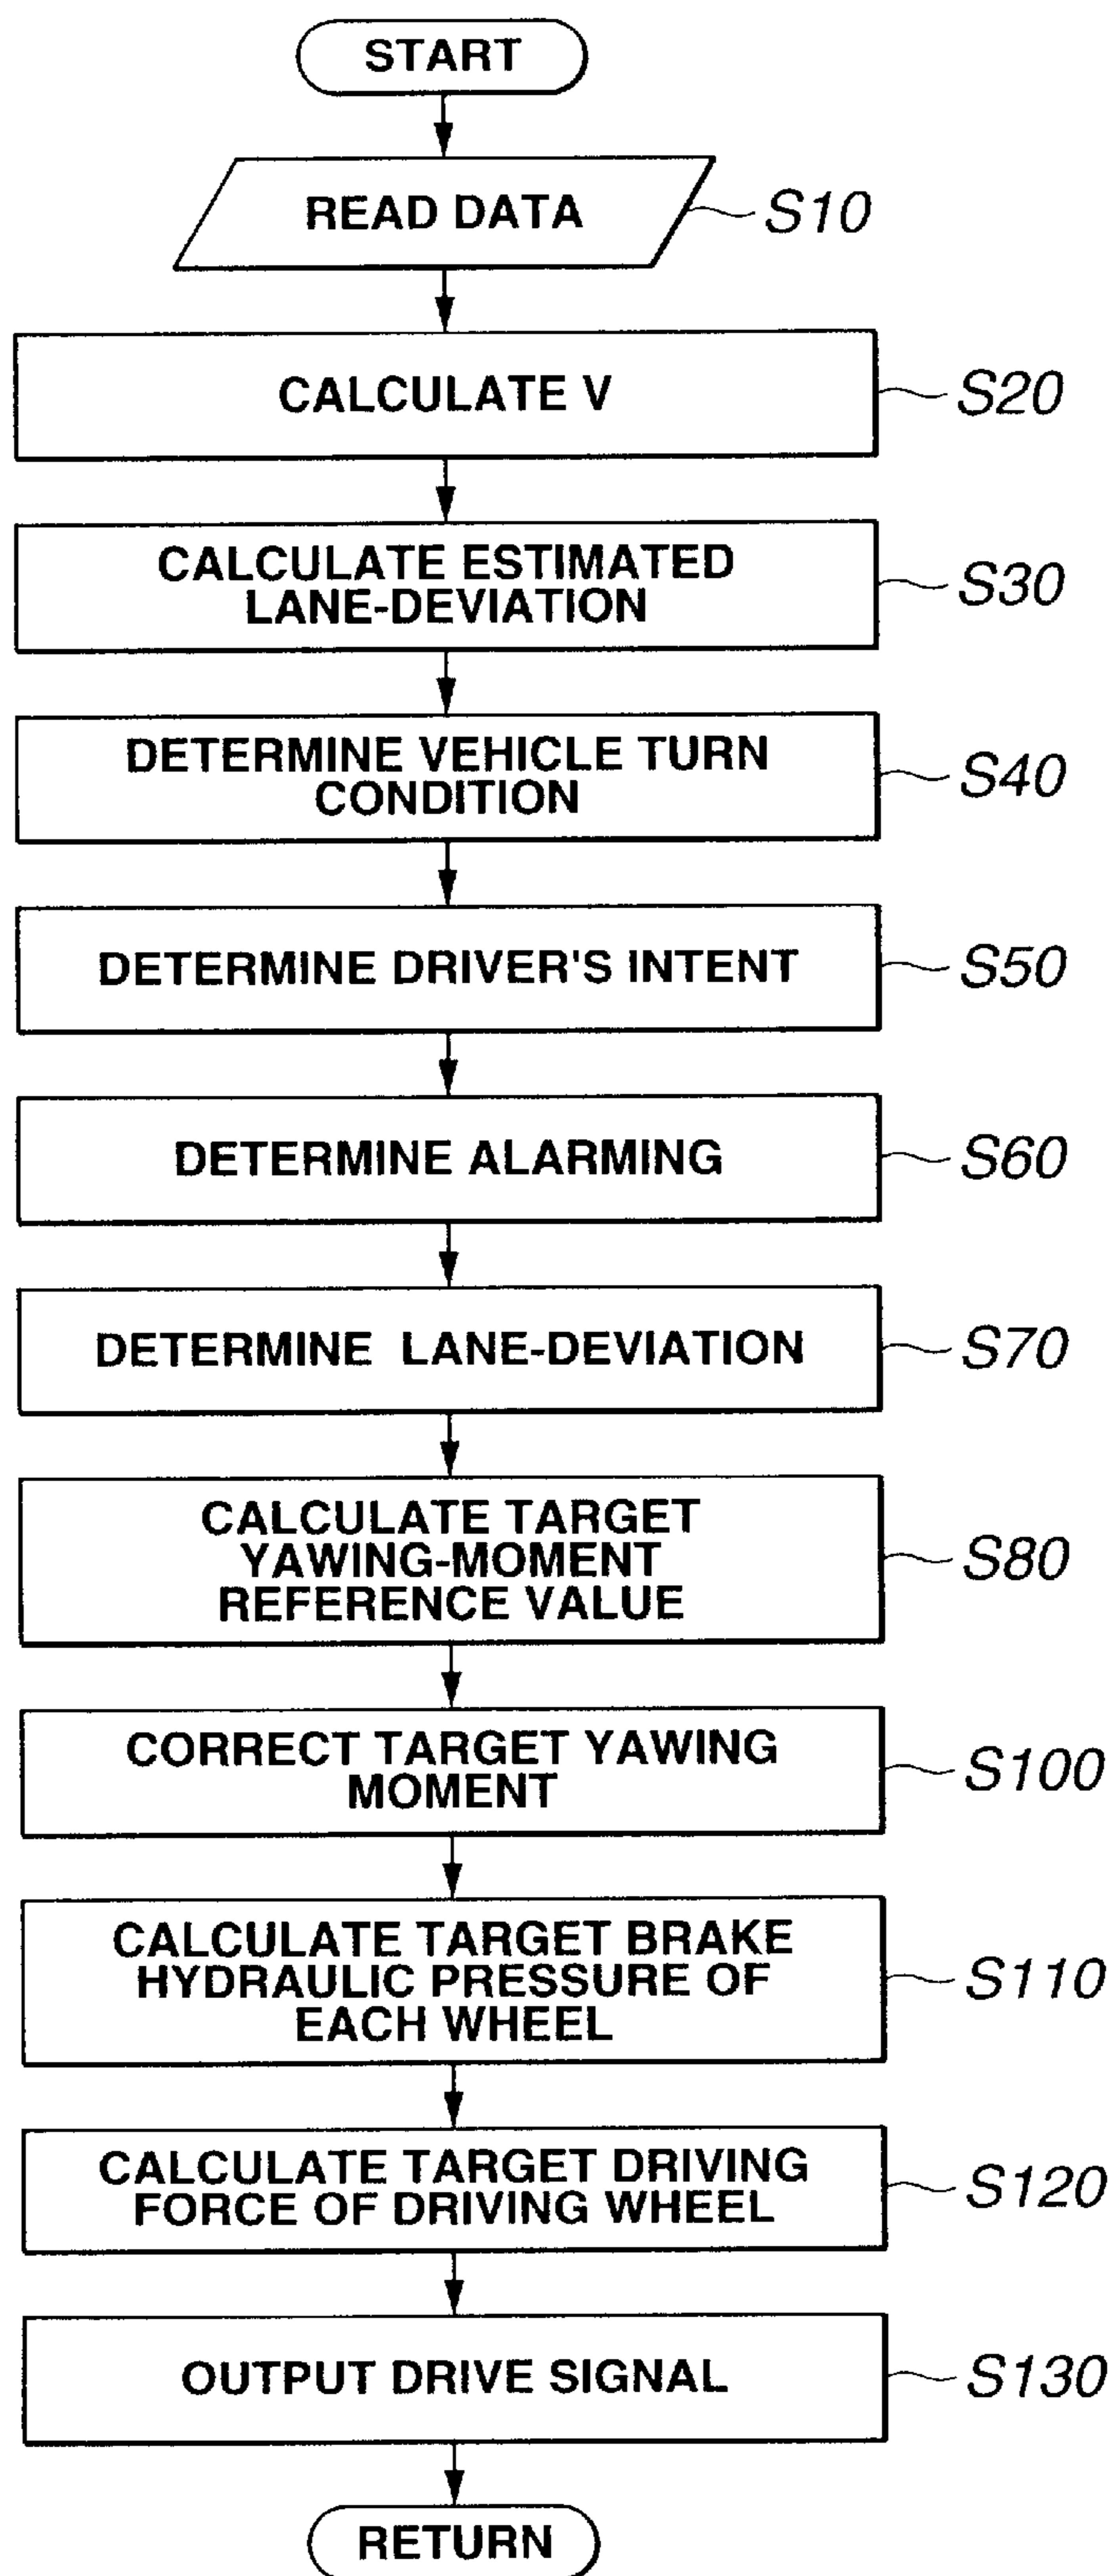 START
READ DATA
S10
CALCULATE V
S20
CALCULATE ESTIMATED
LANE-DEVIATION
S30
DETERMINE VEHICLE TURN
CONDITION
S40
DETERMINE DRIVER'S INTENT
S50
DETERMINE ALARMING
S60
DETERMINE LANE-DEVIATION
S70
CALCULATE TARGET
YAWING-MOMENT
REFERENCE VALUE
S80
CORRECT TARGET YAWING
MOMENT
S100
CALCULATE TARGET BRAKE
HYDRAULIC PRESSURE OF
EACH WHEEL
S110
CALCULATE TARGET DRIVING
FORCE OF DRIVING WHEEL
S120
OUTPUT DRIVE SIGNAL
S130
RETURN